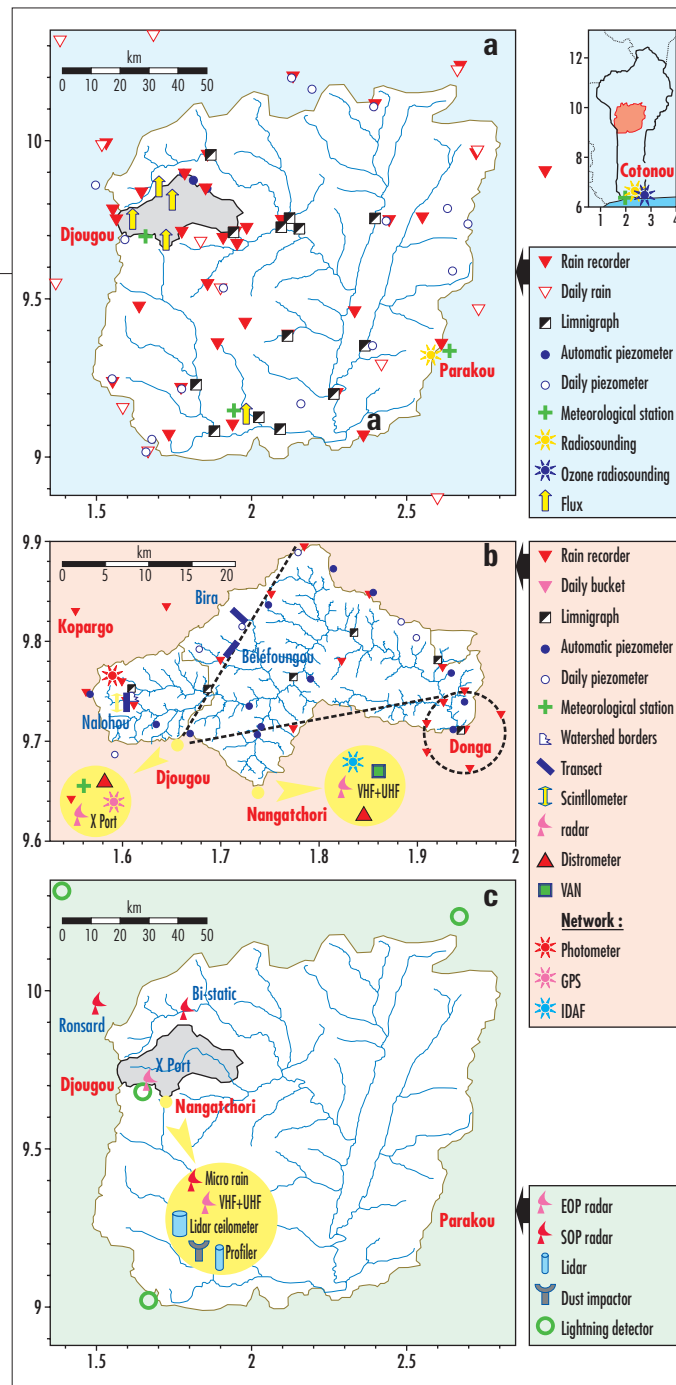 a
km
0 10 20 30 40 50
10
9.5
9
1.5 2 2.5
Djougou
Parakou
a
12
10
8
6
1 2 3 4
Cotonou
Rain recorder
Daily rain
Limnigraph
Automatic piezometer
Daily piezometer
Meteorological station
Radiosounding
Ozone radiosounding
Flux
b
km
0 5 10 15 20
9.9
9.8
9.7
9.6
1.6 1.7 1.8 1.9 2
Kopargo
Bira
Béléfoungou
Nalohou
Djougou
Donga
Nangatchori
X Port
VHF+UHF
Rain recorder
Daily bucket
Limnigraph
Automatic piezometer
Daily piezometer
Meteorological station
Watershed borders
Transect
Scintllometer
radar
Distrometer
VAN
Network :
Photometer
GPS
IDAF
c
km
0 10 20 30 40 50
10
9.5
9
1.5 2 2.5
Ronsard
Bi-static
X Port
Djougou
Nangatchori
Micro rain
VHF+UHF
Lidar ceilometer
Profiler
Parakou
EOP radar
SOP radar
Lidar
Dust impactor
Lightning detector